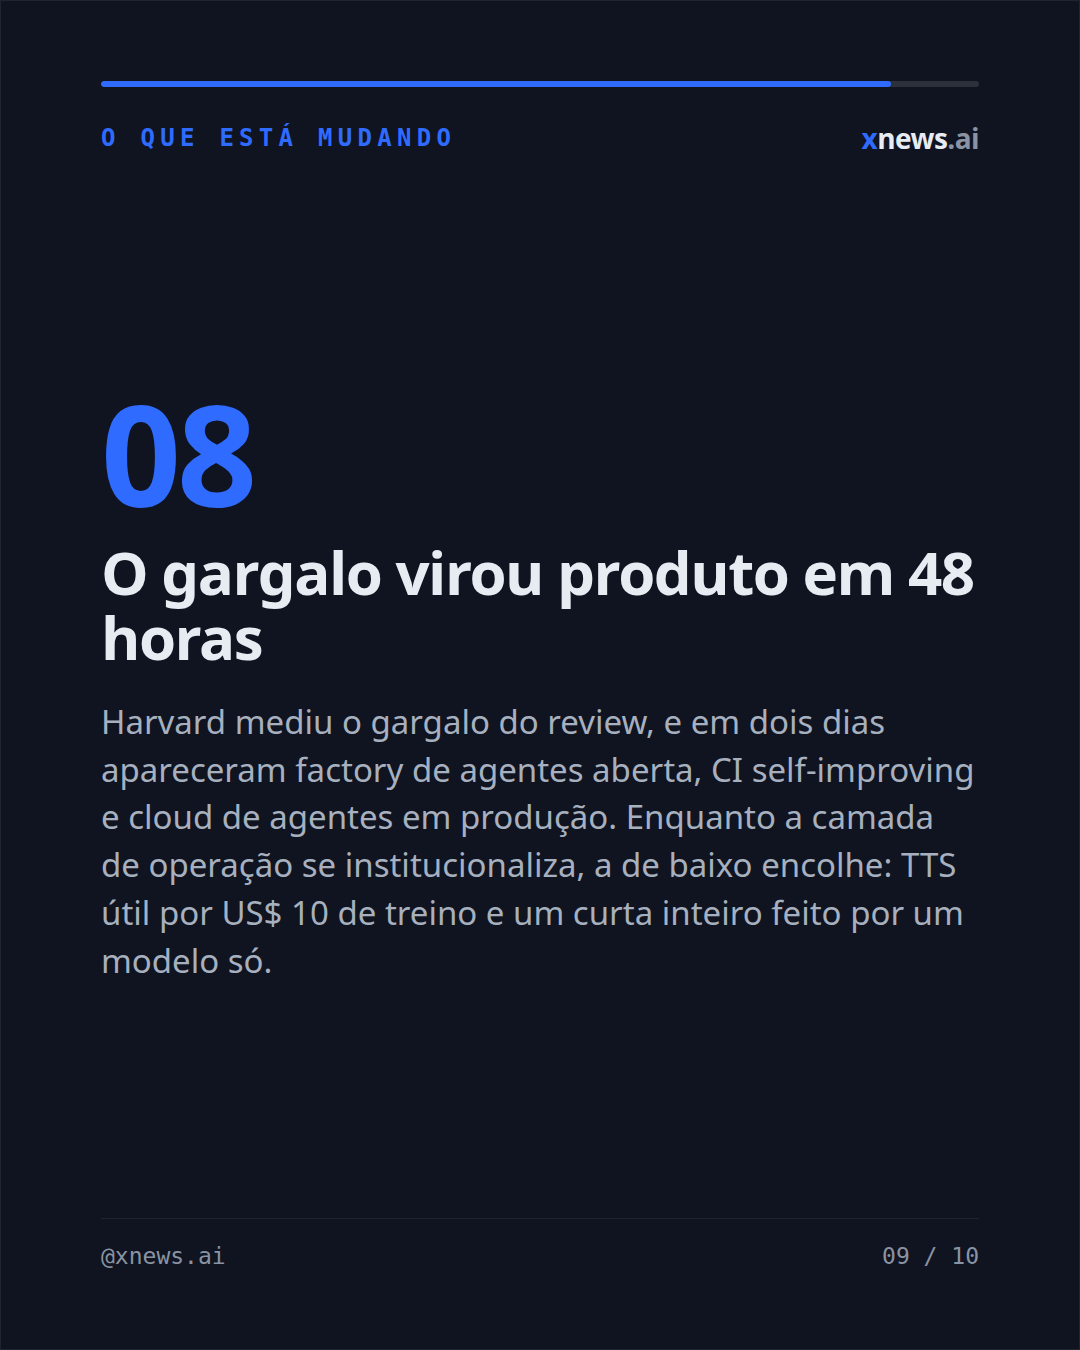 O QUE ESTÁ MUDANDO
xnews.ai
08
O gargalo virou produto em 48
horas
Harvard mediu o gargalo do review, e em dois dias
apareceram factory de agentes aberta, CI self-improving
e cloud de agentes em produção. Enquanto a camada
de operação se institucionaliza, a de baixo encolhe: TTS
útil por US$ 10 de treino e um curta inteiro feito por um
modelo só.
@xnews.ai
09 / 10